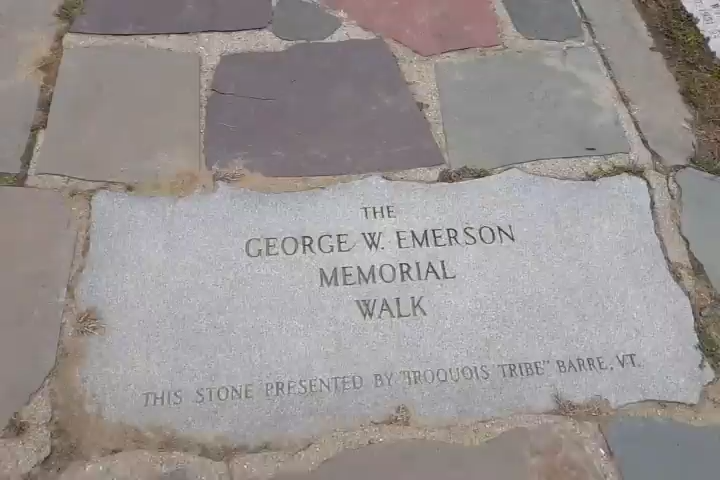 THE
GEORGE W. EMERSON
MEMORIAL
WALK
THIS STONE PRESENTED BY "IROQUOIS TRIBE" BARRE, VT.